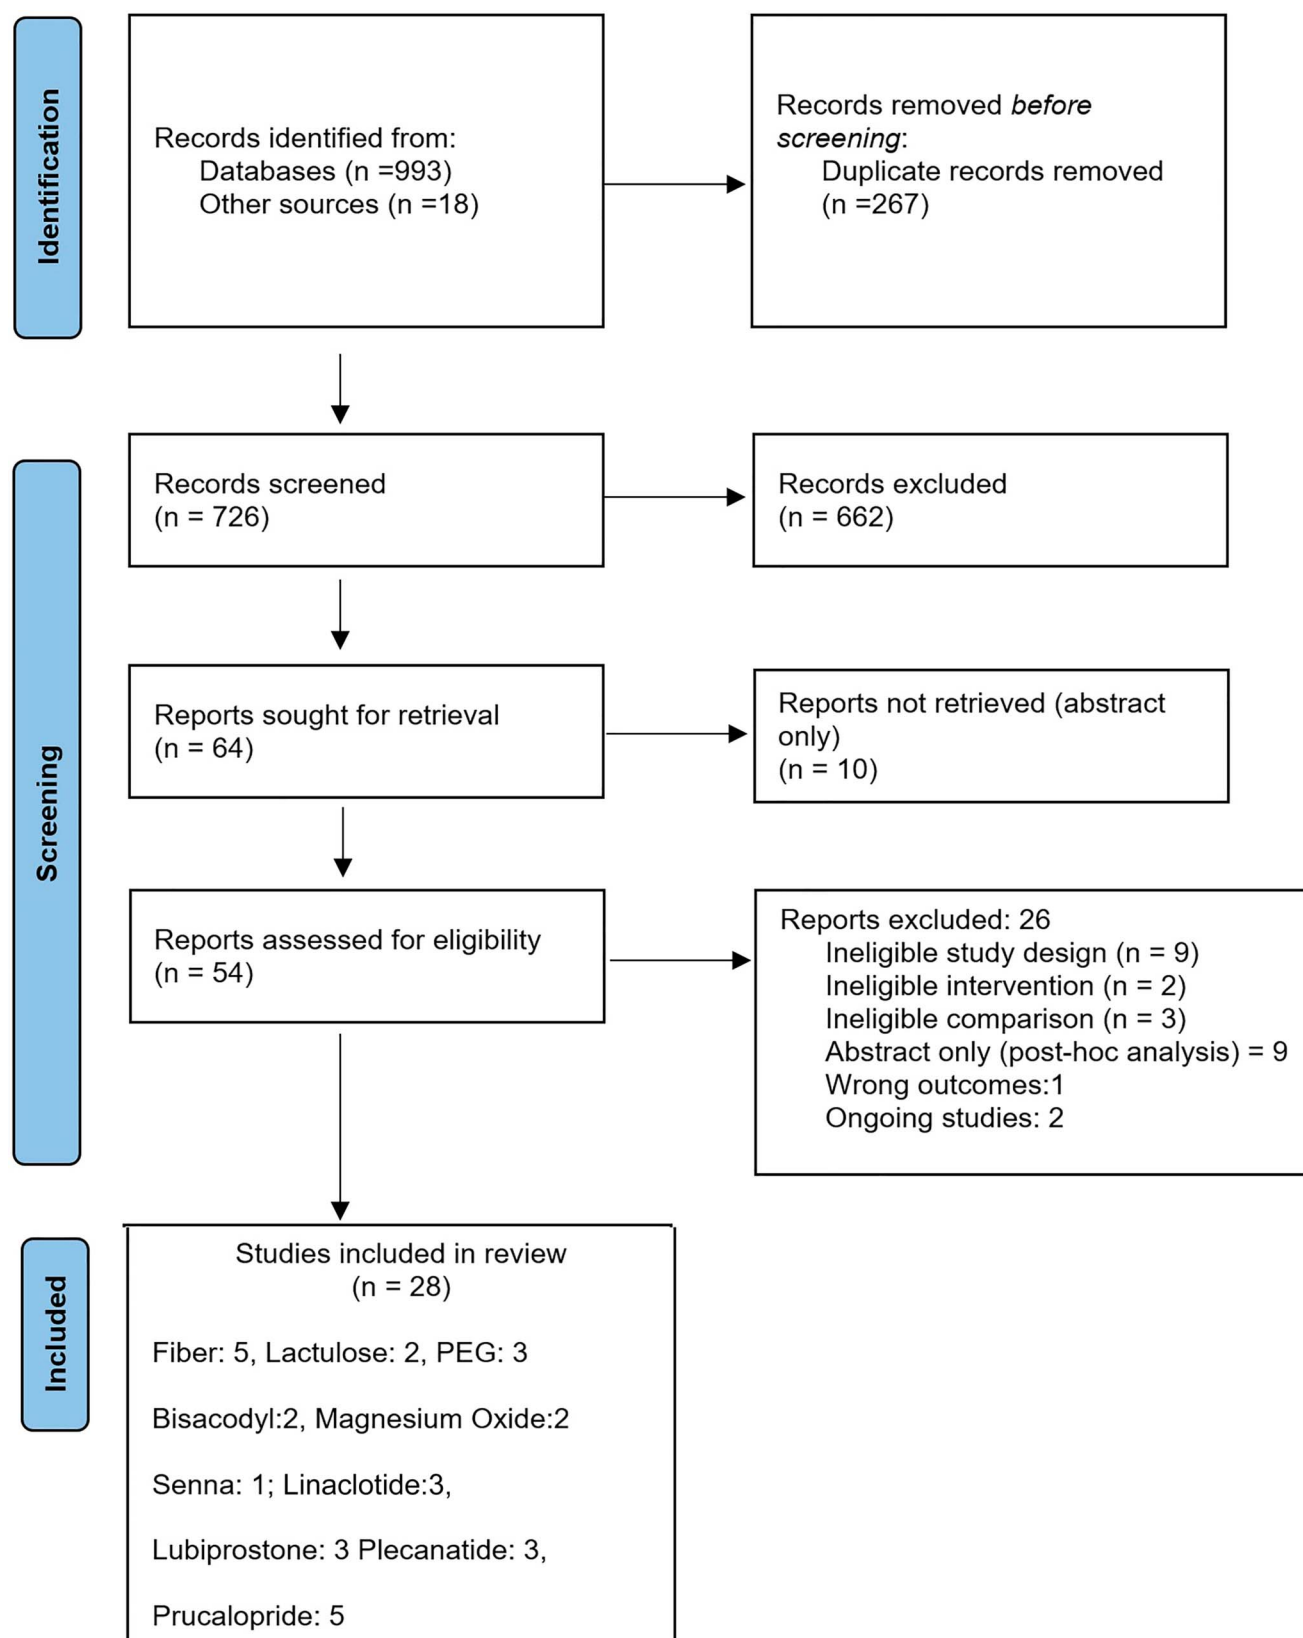 Identification
Records identified from:
Databases (n =993)
Other sources (n =18)
Records removed before
screening:
Duplicate records removed
(n =267)
Screening
Records screened
(n = 726)
Records excluded
(n = 662)
Reports sought for retrieval
(n = 64)
Reports not retrieved (abstract
only)
(n = 10)
Reports assessed for eligibility
(n = 54)
Reports excluded: 26
Ineligible study design (n = 9)
Ineligible intervention (n = 2)
Ineligible comparison (n = 3)
Abstract only (post-hoc analysis) = 9
Wrong outcomes:1
Ongoing studies: 2
Included
Studies included in review
(n = 28)
Fiber: 5, Lactulose: 2, PEG: 3
Bisacodyl:2, Magnesium Oxide:2
Senna: 1; Linaclotide:3,
Lubiprostone: 3 Plecanatide: 3,
Prucalopride: 5